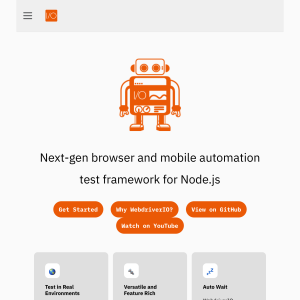 I/O
I/O
Next-gen browser and mobile automation
test framework for Node.js
Get Started
Why WebdriverIO?
View on GitHub
Watch on YouTube
Test in Real
Environments
Versatile and
Feature Rich
Auto Wait